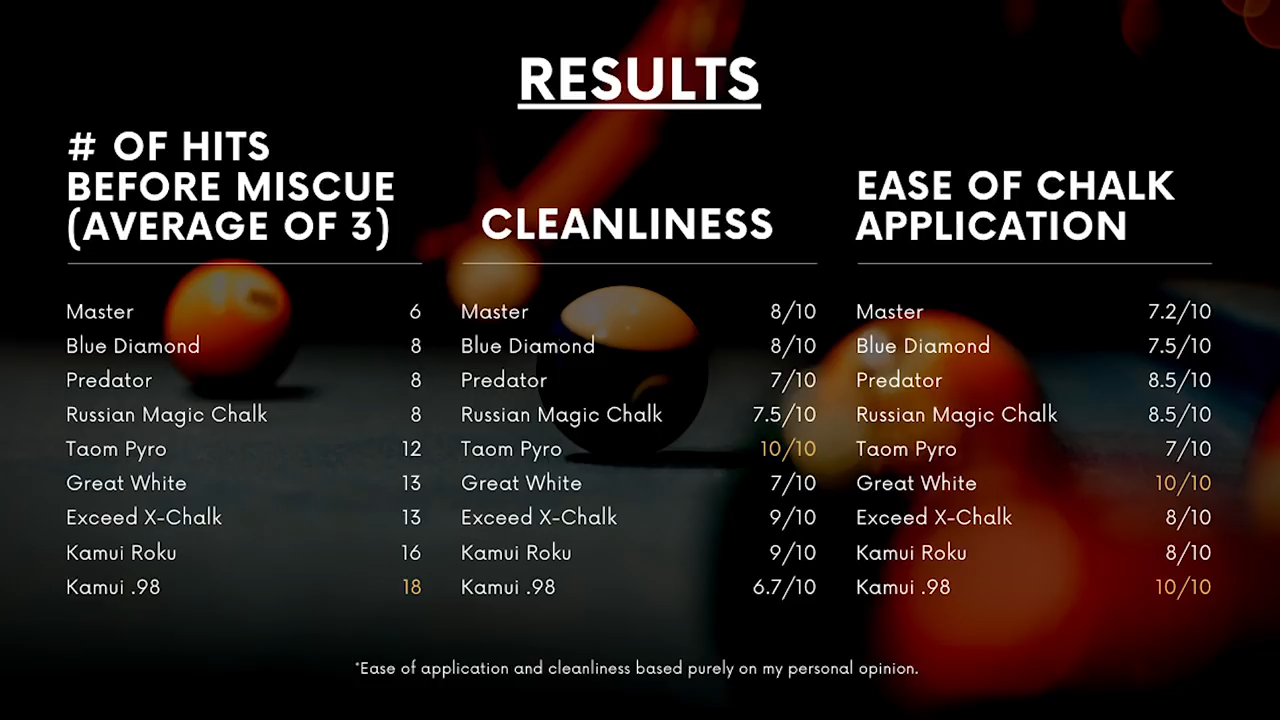 RESULTS
# OF HITS
BEFORE MISCUE
(AVERAGE OF 3)
Master 6
Blue Diamond 8
Predator 8
Russian Magic Chalk 8
Taom Pyro 12
Great White 13
Exceed X-Chalk 13
Kamui Roku 16
Kamui .98 18
CLEANLINESS
Master 8/10
Blue Diamond 8/10
Predator 7/10
Russian Magic Chalk 7.5/10
Taom Pyro 10/10
Great White 7/10
Exceed X-Chalk 9/10
Kamui Roku 9/10
Kamui .98 6.7/10
EASE OF CHALK
APPLICATION
Master 7.2/10
Blue Diamond 7.5/10
Predator 8.5/10
Russian Magic Chalk 8.5/10
Taom Pyro 7/10
Great White 10/10
Exceed X-Chalk 8/10
Kamui Roku 8/10
Kamui .98 10/10
*Ease of application and cleanliness based purely on my personal opinion.